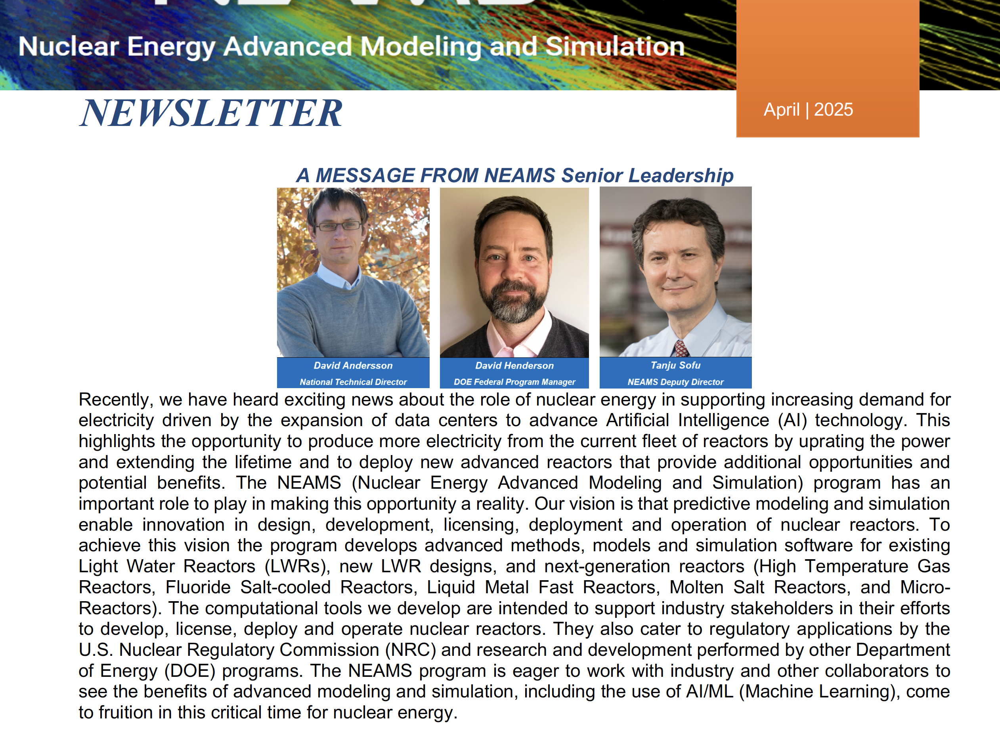 Nuclear Energy Advanced Modeling and Simulation
NEWSLETTER
April | 2025
A MESSAGE FROM NEAMS Senior Leadership
David Andersson
National Technical Director
David Henderson
DOE Federal Program Manager
Tanju Sofu
NEAMS Deputy Director
Recently, we have heard exciting news about the role of nuclear energy in supporting increasing demand for
electricity driven by the expansion of data centers to advance Artificial Intelligence (AI) technology. This
highlights the opportunity to produce more electricity from the current fleet of reactors by uprating the power
and extending the lifetime and to deploy new advanced reactors that provide additional opportunities and
potential benefits. The NEAMS (Nuclear Energy Advanced Modeling and Simulation) program has an
important role to play in making this opportunity a reality. Our vision is that predictive modeling and simulation
enable innovation in design, development, licensing, deployment and operation of nuclear reactors. To
achieve this vision the program develops advanced methods, models and simulation software for existing
Light Water Reactors (LWRs), new LWR designs, and next-generation reactors (High Temperature Gas
Reactors, Fluoride Salt-cooled Reactors, Liquid Metal Fast Reactors, Molten Salt Reactors, and Micro-
Reactors). The computational tools we develop are intended to support industry stakeholders in their efforts
to develop, license, deploy and operate nuclear reactors. They also cater to regulatory applications by the
U.S. Nuclear Regulatory Commission (NRC) and research and development performed by other Department
of Energy (DOE) programs. The NEAMS program is eager to work with industry and other collaborators to
see the benefits of advanced modeling and simulation, including the use of AI/ML (Machine Learning), come
to fruition in this critical time for nuclear energy.